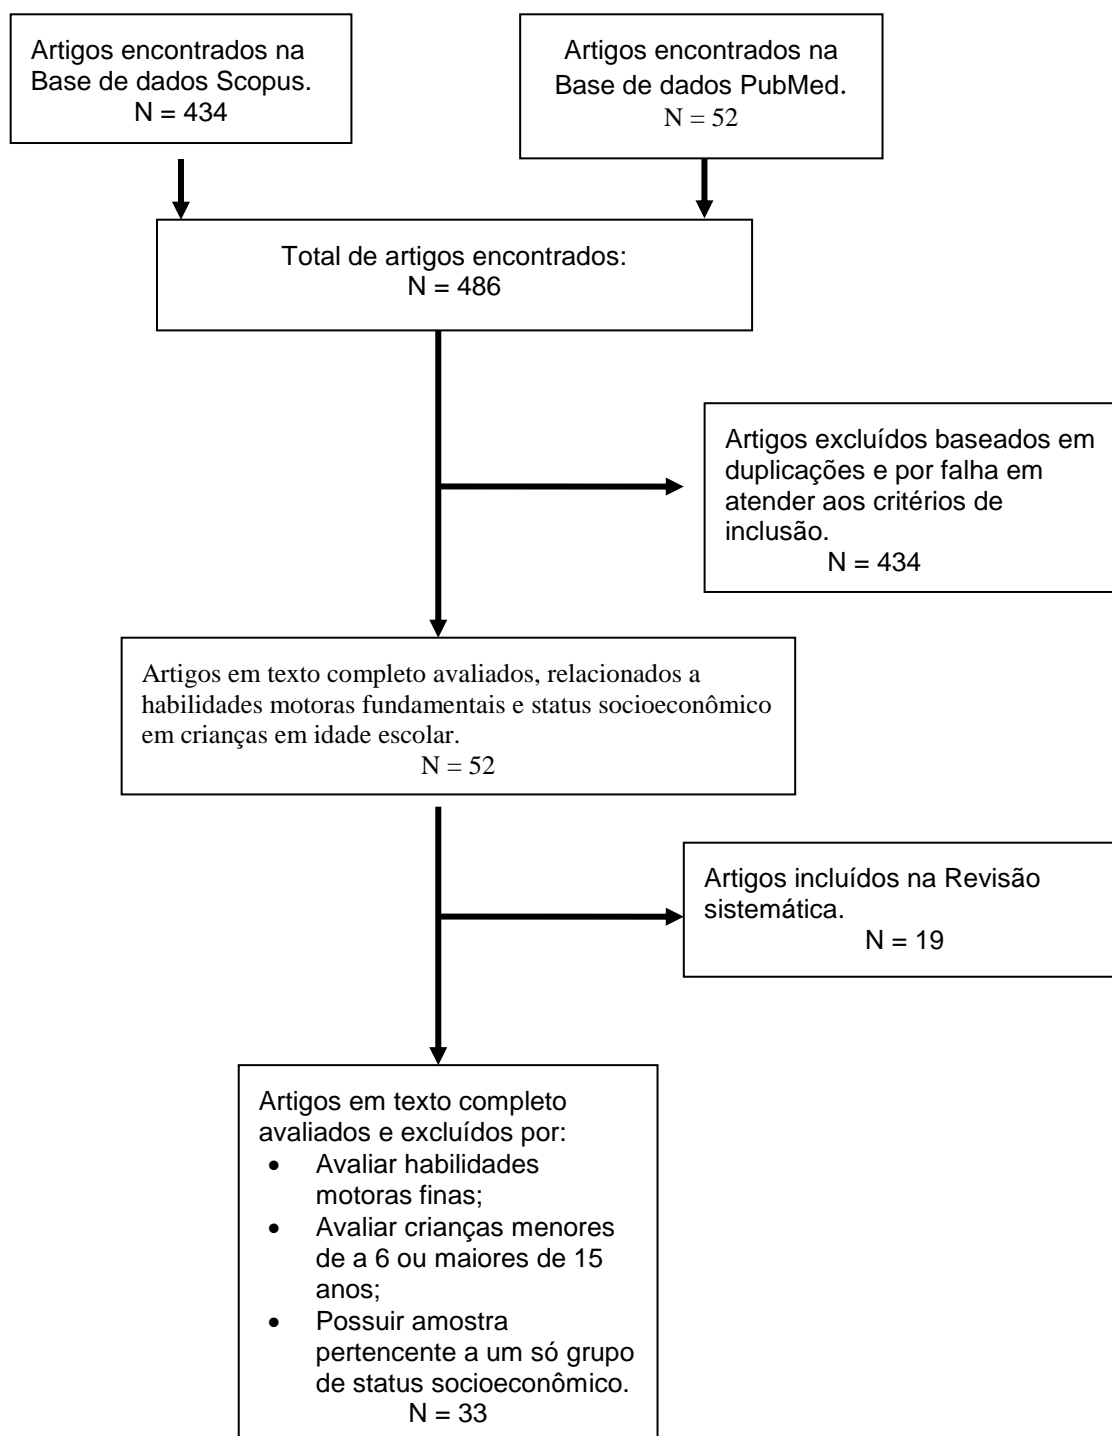 Artigos encontrados na
Base de dados Scopus.
N = 434
Artigos encontrados na
Base de dados PubMed.
N = 52
Total de artigos encontrados:
N = 486
Artigos excluídos baseados em
duplicações e por falha em
atender aos critérios de
inclusão.
N = 434
Artigos em texto completo avaliados, relacionados a
habilidades motoras fundamentais e status socioeconômico
em crianças em idade escolar.
N = 52
Artigos incluídos na Revisão
sistemática.
N = 19
Artigos em texto completo
avaliados e excluídos por:
• Avaliar habilidades
motoras finas;
• Avaliar crianças menores
de a 6 ou maiores de 15
anos;
• Possuir amostra
pertencente a um só grupo
de status socioeconômico.
N = 33